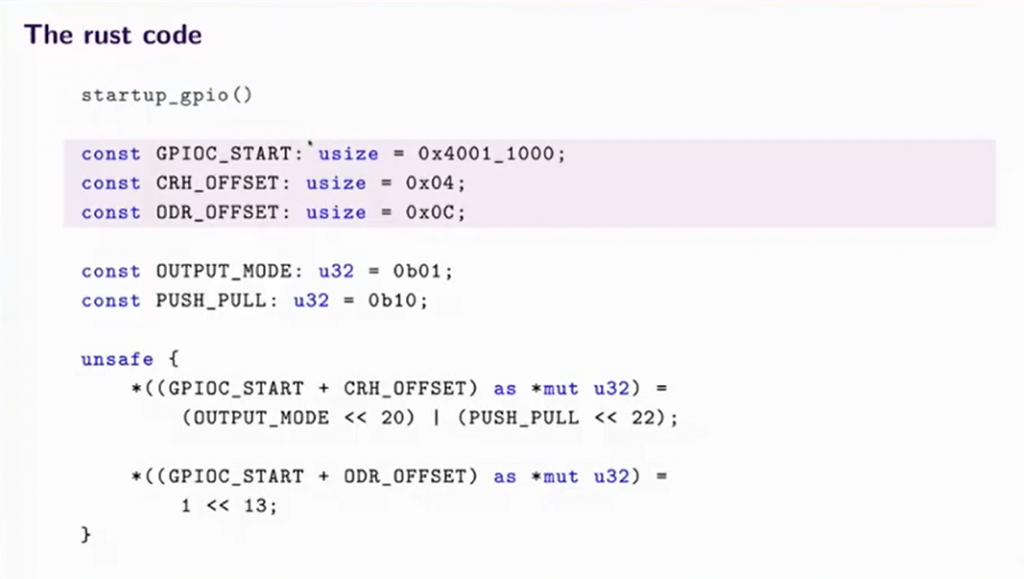 The rust code
startup_gpio()
const GPIOC_START: usize = 0x4001_1000;
const CRH_OFFSET: usize = 0x04;
const ODR_OFFSET: usize = 0x0C;
const OUTPUT_MODE: u32 = 0b01;
const PUSH_PULL: u32 = 0b10;
unsafe {
*((GPIOC_START + CRH_OFFSET) as *mut u32) =
(OUTPUT_MODE << 20) | (PUSH_PULL << 22);
*((GPIOC_START + ODR_OFFSET) as *mut u32) =
1 << 13;
}